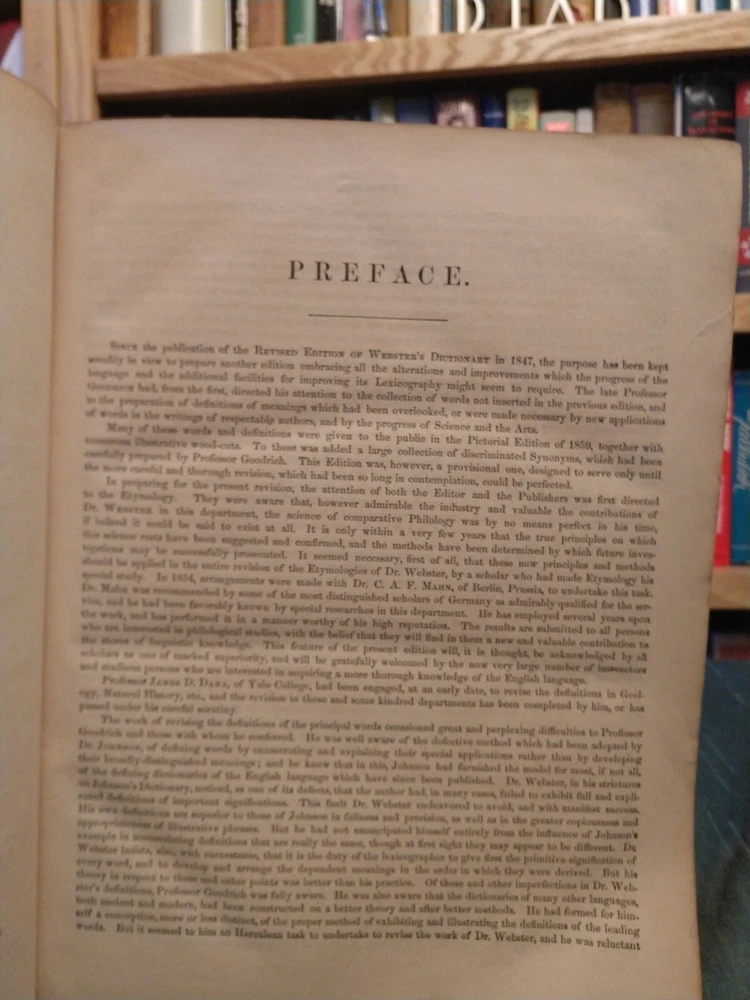 PREFACE.
SINCE the publication of the REVISED EDITION OF WEBSTER'S DICTIONARY in 1847, the purpose has been kept
steadily in view to prepare another edition embracing all the alterations and improvements which the progress of the
language and the additional facilities for improving its Lexicography might seem to require. The late Professor
GOODRICH had, from the first, directed his attention to the collection of words not inserted in the previous edition, and
to the preparation of definitions of meanings which had been overlooked, or were made necessary by new applications
of words in the writings of respectable authors, and by the progress of Science and the Arts.
Many of these words and definitions were given to the public in the Pictorial Edition of 1859, together with
numerous illustrative wood-cuts. To these was added a large collection of discriminated Synonyms, which had been
carefully prepared by Professor Goodrich. This Edition was, however, a provisional one, designed to serve only until
the more careful and thorough revision, which had been so long in contemplation, could be perfected.
In preparing for the present revision, the attention of both the Editor and the Publishers was first directed
to the Etymology. They were aware that, however admirable the industry and valuable the contributions of
Dr. WEBSTER in this department, the science of comparative Philology was by no means perfect in his time,
if indeed it could be said to exist at all. It is only within a very few years that the true principles on which
this science rests have been suggested and confirmed, and the methods have been determined by which future inves-
tigations may be successfully prosecuted. It seemed necessary, first of all, that these new principles and methods
should be applied in the entire revision of the Etymologies of Dr. Webster, by a scholar who had made Etymology his
special study. In 1854, arrangements were made with Dr. C. A. F. MAHN, of Berlin, Prussia, to undertake this task.
Dr. Mahn was recommended by some of the most distinguished scholars of Germany as admirably qualified for the ser-
vice, and he had been favorably known by special researches in this department. He has employed several years upon
the work, and has performed it in a manner worthy of his high reputation. The results are submitted to all persons
who are interested in philological studies, with the belief that they will find in them a new and valuable contribution to
the stores of linguistic knowledge. This feature of the present edition will, it is thought, be acknowledged by all
scholars as one of marked superiority, and will be gratefully welcomed by the now very large number of instructors
and studious persons who are interested in acquiring a more thorough knowledge of the English language.
Professor JAMES D. DANA, of Yale College, had been engaged, at an early date, to revise the definitions in Geol-
ogy, Natural History, etc., and the revision in these and some kindred departments has been completed by him, or has
passed under his careful scrutiny.
The work of revising the definitions of the principal words occasioned great and perplexing difficulties to Professor
Goodrich and those with whom he conferred. He was well aware of the defective method which had been adopted by
Dr. JOHNSON, of defining words by enumerating and explaining their special applications rather than by developing
their broadly-distinguished meanings; and he knew that in this, Johnson had furnished the model for most, if not all,
of the defining dictionaries of the English language which have since been published. Dr. Webster, in his strictures
on Johnson's Dictionary, noticed, as one of its defects, that the author had, in many cases, failed to exhibit full and expli-
cated definitions of important significations. This fault Dr. Webster endeavored to avoid, and with manifest success.
His own definitions are superior to those of Johnson in fullness and precision, as well as in the greater copiousness and
appropriateness of illustrative phrases. But he had not emancipated himself entirely from the influence of Johnson's
example in accumulating definitions that are really the same, though at first sight they may appear to be different. Dr.
Webster insists, also, with earnestness, that it is the duty of the lexicographer to give first the primitive signification of
every word, and to develop and arrange the dependent meanings in the order in which they were derived. But his
theory in respect to these and other points was better than his practice. Of these and other imperfections in Dr. Web-
ster's definitions, Professor Goodrich was fully aware. He was also aware that the dictionaries of many other languages,
both ancient and modern, had been constructed on a better theory and after better methods. He had formed for him-
self a conception, more or less distinct, of the proper method of exhibiting and illustrating the definitions of the leading
words. But it seemed to him an Herculean task to undertake to revise the work of Dr. Webster, and he was reluctant